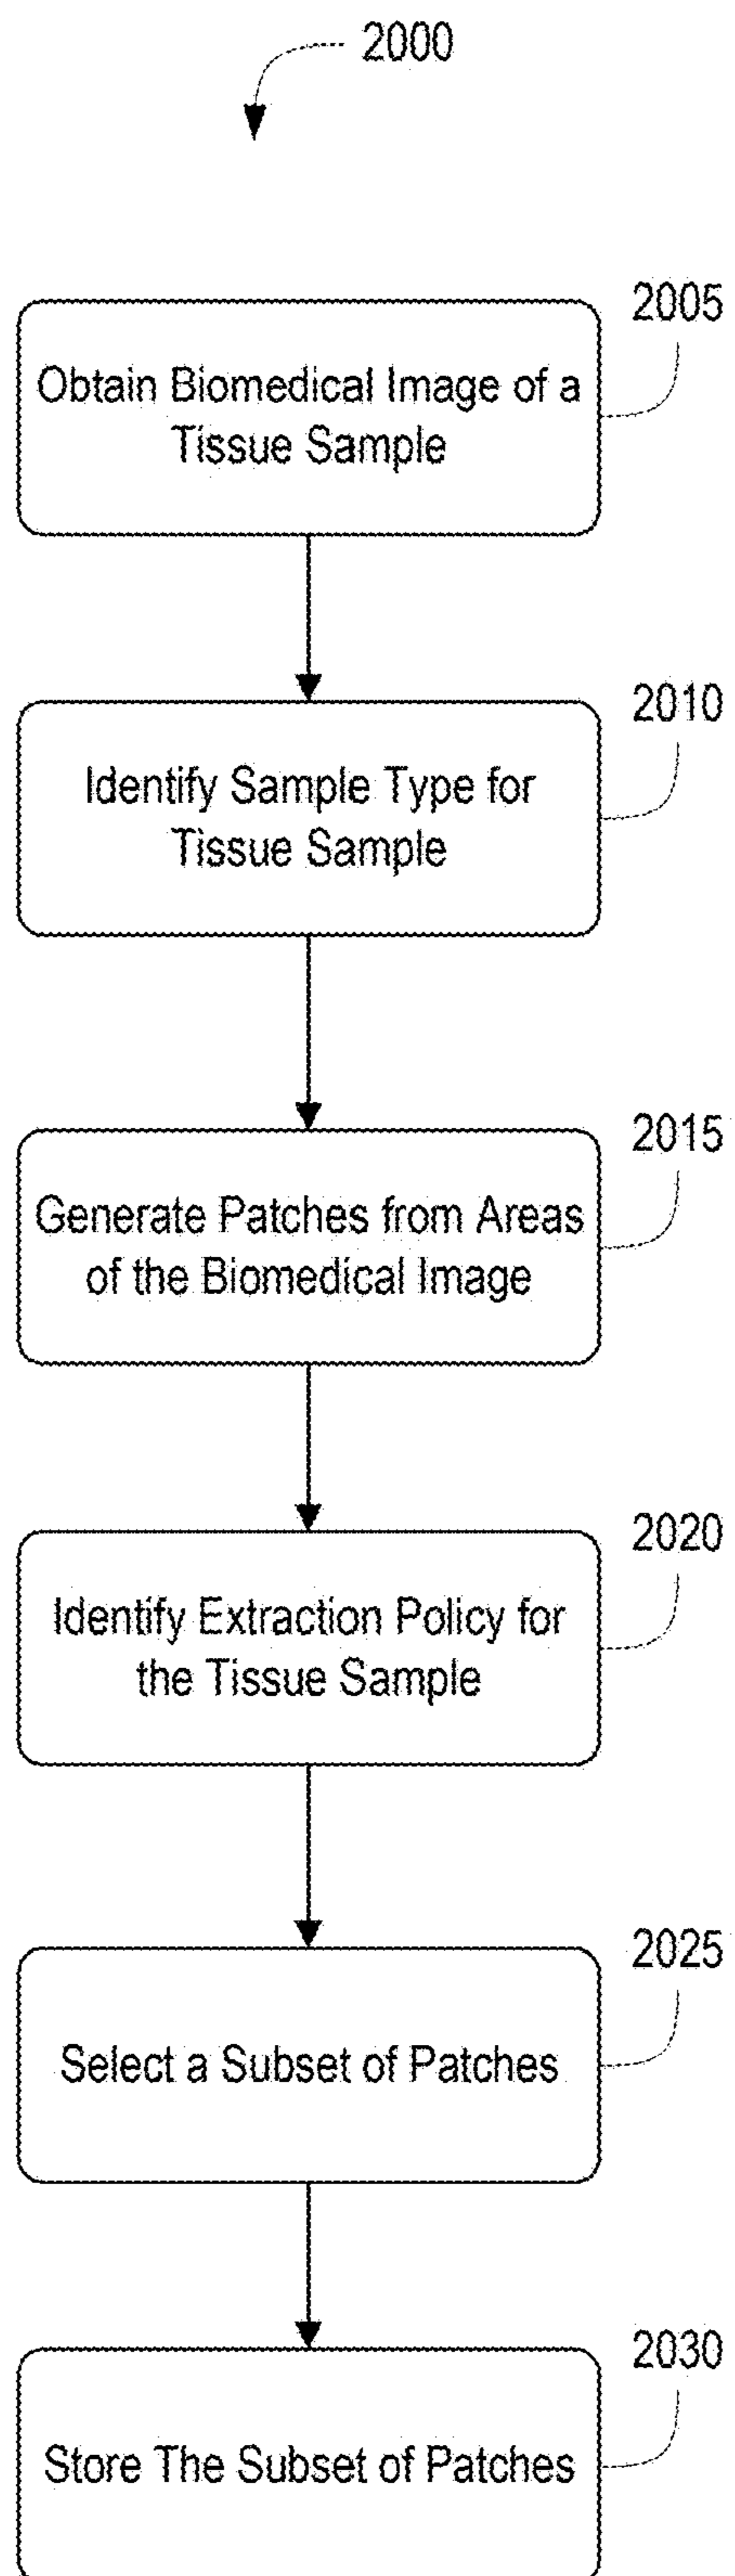 2000
2005
Obtain Biomedical Image of a
Tissue Sample
2010
Identify Sample Type for
Tissue Sample
2015
Generate Patches from Areas
of the Biomedical Image
2020
Identify Extraction Policy for
the Tissue Sample
2025
Select a Subset of Patches
2030
Store The Subset of Patches